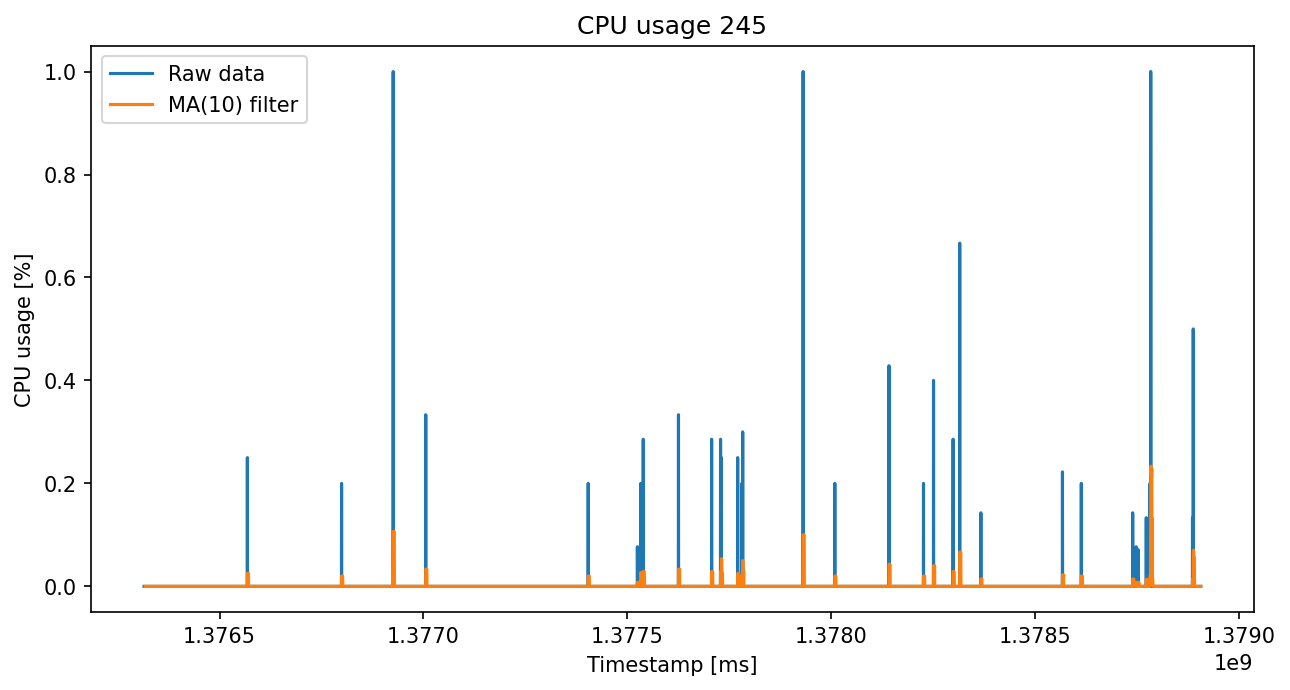 CPU usage 245
Raw data
MA(10) filter
CPU usage [%]
1.0
0.8
0.6
0.4
0.2
0.0
1.3765 1.3770 1.3775 1.3780 1.3785 1.3790
1e9
Timestamp [ms]